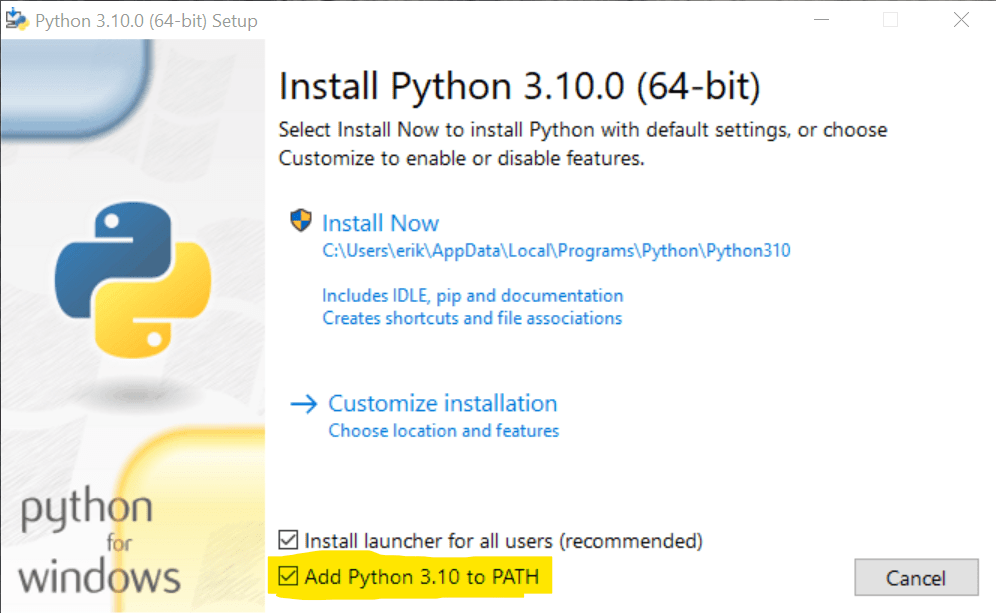 Python 3.10.0 (64-bit) Setup
Install Python 3.10.0 (64-bit)
Select Install Now to install Python with default settings, or choose
Customize to enable or disable features.
Install Now
C:\Users\erik\AppData\Local\Programs\Python\Python310
Includes IDLE, pip and documentation
Creates shortcuts and file associations
Customize installation
Choose location and features
python
for
windows
Install launcher for all users (recommended)
Add Python 3.10 to PATH
Cancel